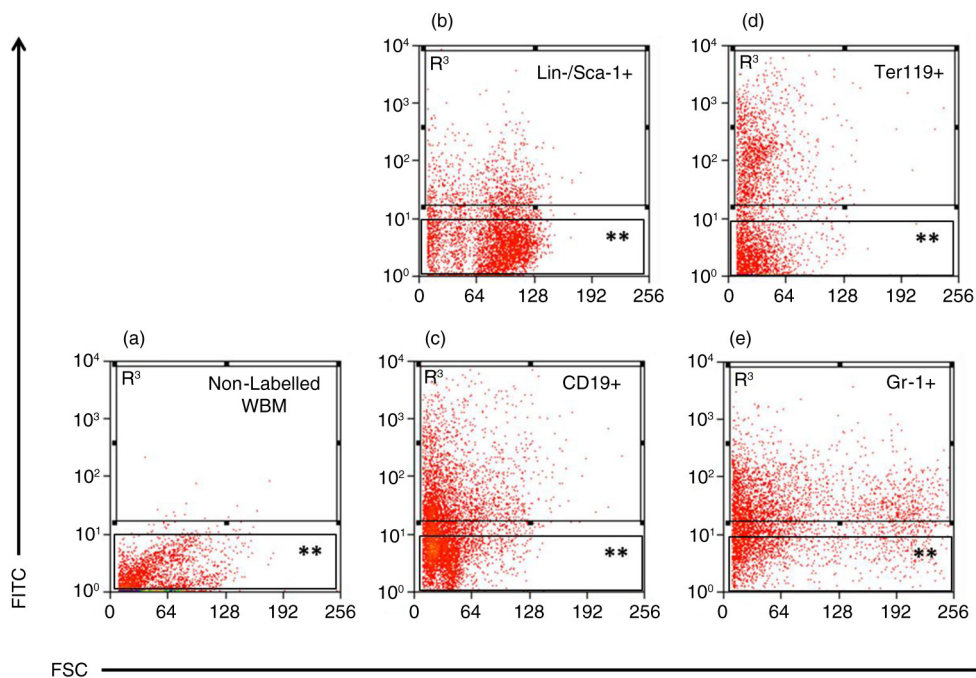 (b)
10⁴
10³
10²
10¹
10⁰
R³
Lin-/Sca-1+
**
0 64 128 192 256
(d)
10⁴
10³
10²
10¹
10⁰
R³
Ter119+
**
0 64 128 192 256
(a)
10⁴
10³
10²
10¹
10⁰
R³
Non-Labelled
WBM
**
0 64 128 192 256
(c)
10⁴
10³
10²
10¹
10⁰
R³
CD19+
**
0 64 128 192 256
(e)
10⁴
10³
10²
10¹
10⁰
R³
Gr-1+
**
0 64 128 192 256
FITC
FSC